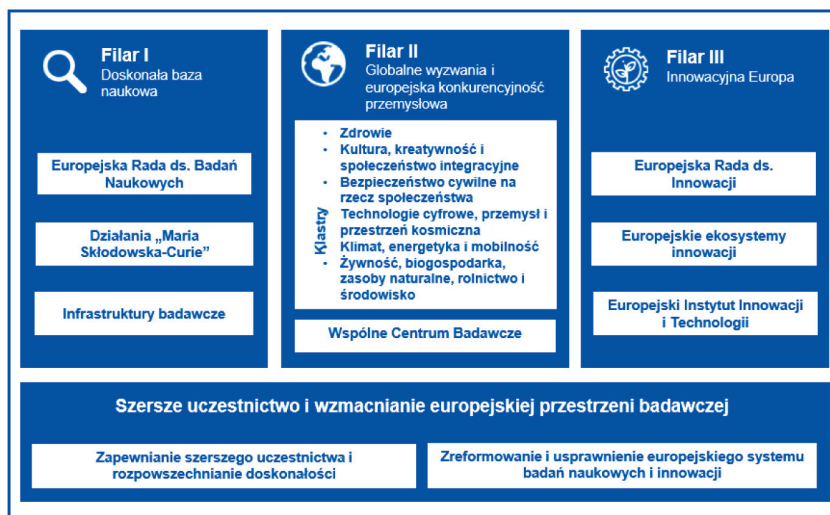 Filar I
Doskonała baza
naukowa
Europejska Rada ds. Badań
Naukowych
Działania „Maria
Skłodowska-Curie”
Infrastruktury badawcze
Filar II
Globalne wyzwania i
europejska konkurencyjność
przemysłowa
Klastry
• Zdrowie
• Kultura, kreatywność i
społeczeństwo integracyjne
• Bezpieczeństwo cywilne na
rzecz społeczeństwa
Technologie cyfrowe, przemysł i
przestrzeń kosmiczna
Klimat, energetyka i mobilność
• Żywność, biogospodarka,
zasoby naturalne, rolnictwo i
środowisko
Wspólne Centrum Badawcze
Filar III
Innowacyjna Europa
Europejska Rada ds.
Innowacji
Europejskie ekosystemy
innowacji
Europejski Instytut Innowacji
i Technologii
Szersze uczestnictwo i wzmacnianie europejskiej przestrzeni badawczej
Zapewnianie szerszego uczestnictwa i
rozpowszechnianie doskonałości
Zreformowanie i usprawnienie europejskiego systemu
badań naukowych i innowacji